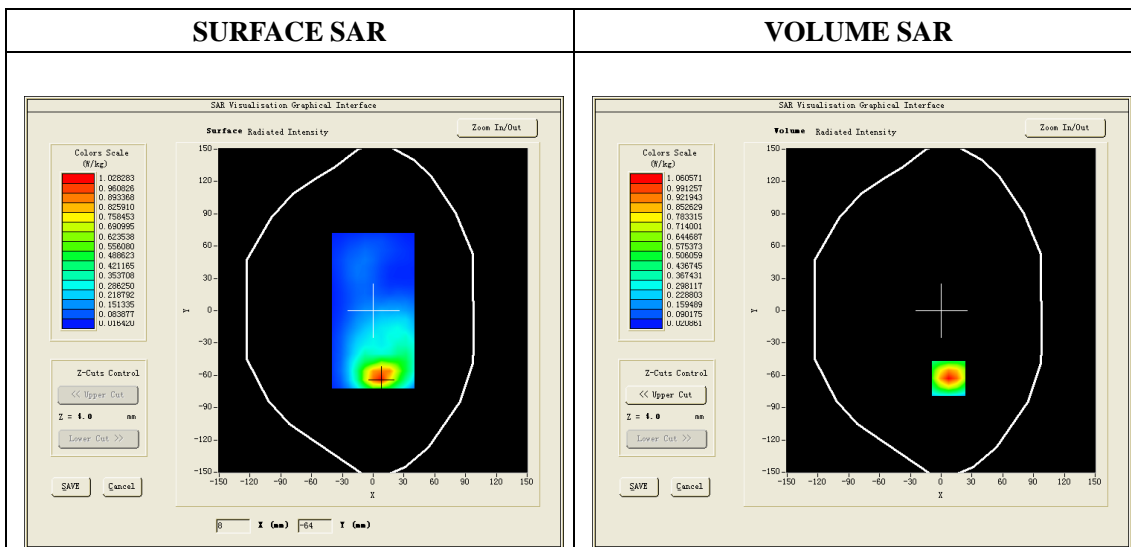 SURFACE SAR
SAR Visualisation Graphical Interface
Surface Radiated Intensity
Zoom In/Out
Colors Scale
(W/kg)
1.028283
0.960826
0.893368
0.825910
0.758453
0.690995
0.623538
0.556080
0.488623
0.421165
0.353708
0.286250
0.218792
0.151335
0.083877
0.016420
150
120
90
60
30
0
-30
-60
-90
-120
-150
Y
-150 -120 -90 -60 -30 0 30 60 90 120 150
X
Z-Cuts Control
<< Upper Cut
Z = 4.0 mm
Lower Cut >>
SAVE Cancel
8 X (mm) -64 Y (mm)
VOLUME SAR
SAR Visualisation Graphical Interface
Volume Radiated Intensity
Zoom In/Out
Colors Scale
(W/kg)
1.060571
0.991257
0.921943
0.852629
0.783315
0.714001
0.644687
0.575373
0.506059
0.436745
0.367431
0.298117
0.228803
0.159489
0.090175
0.020861
150
120
90
60
30
0
-30
-60
-90
-120
-150
Y
-150 -120 -90 -60 -30 0 30 60 90 120 150
X
Z-Cuts Control
<< Upper Cut
Z = 4.0 mm
Lower Cut >>
SAVE Cancel